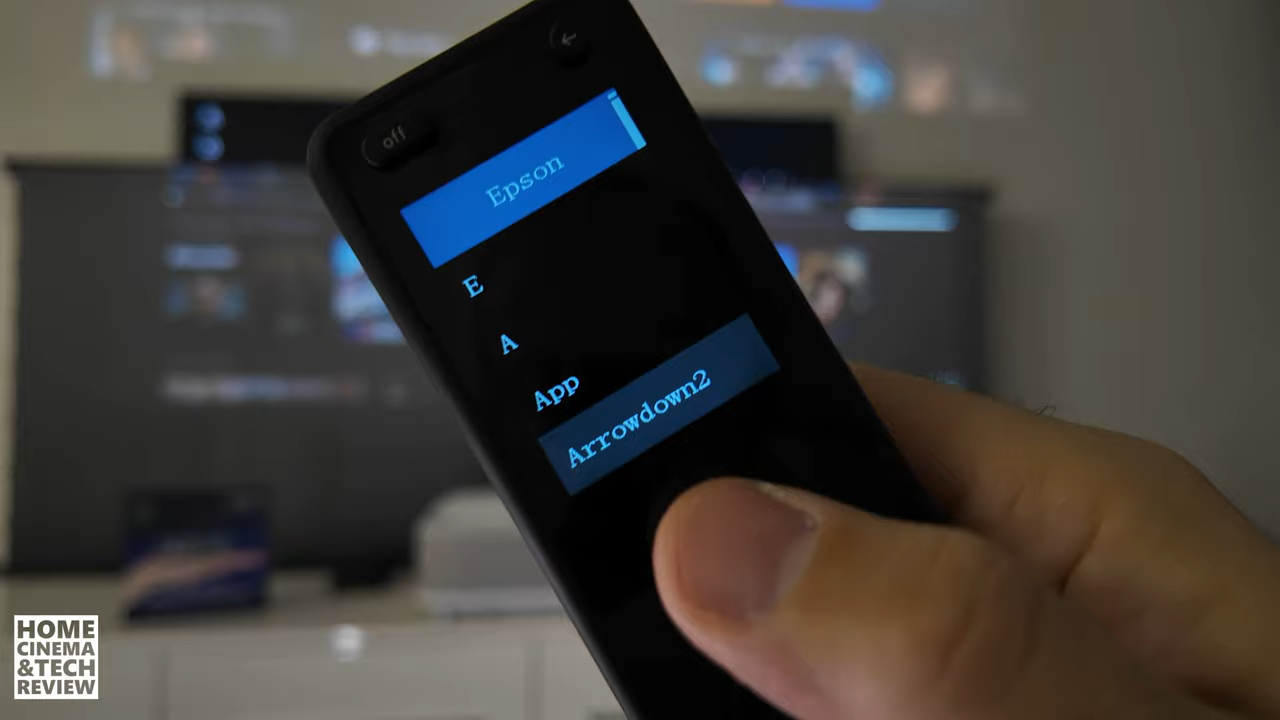 ←
off
Epson
E
A
App
Arrowdown2
HOME
CINEMA
&TECH
REVIEW